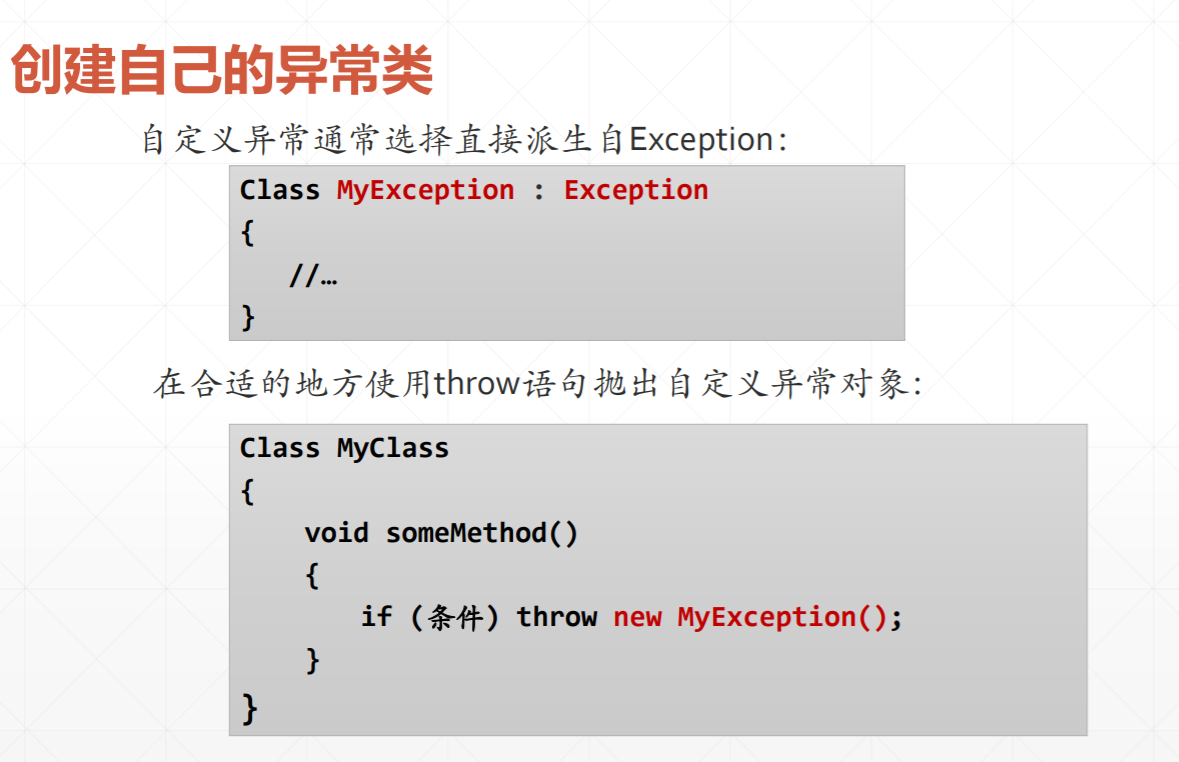 创建自己的异常类
自定义异常通常选择直接派生自Exception：
Class MyException : Exception
{
//…
}
在合适的地方使用throw语句抛出自定义异常对象：
Class MyClass
{
void someMethod()
{
if (条件) throw new MyException();
}
}